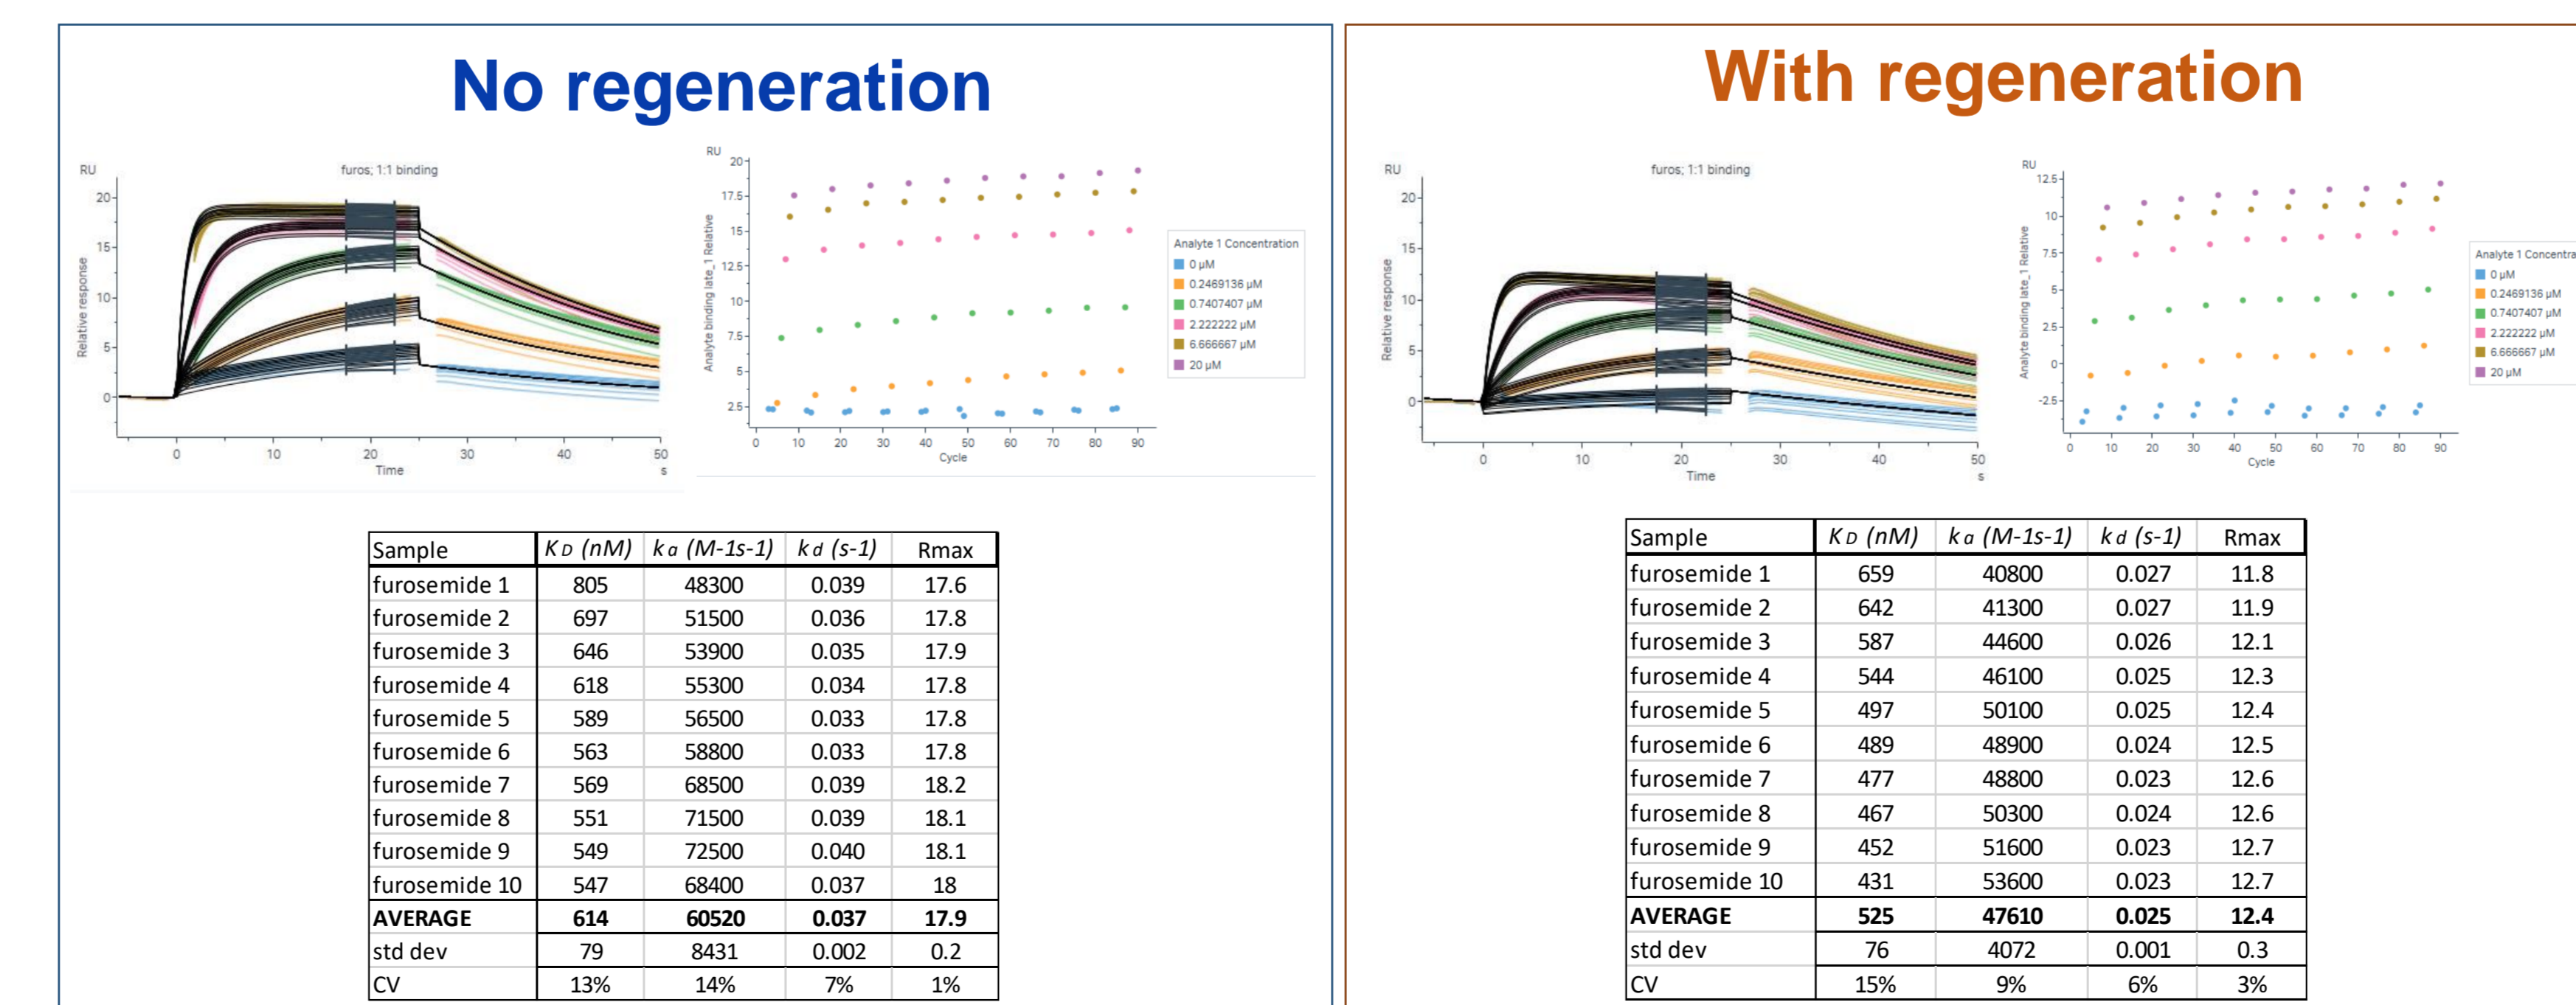 No regeneration
RU
furos; 1:1 binding
20
15
10
5
0
Relative response
0 10 20 30 40 50
Time
s
RU
20
17.5
15
12.5
10
7.5
5
2.5
Analyte binding late_1 Relative
0 10 20 30 40 50 60 70 80 90
Cycle
Analyte 1 Concentration
0 µM
0.2469136 µM
0.7407407 µM
2.222222 µM
6.666667 µM
20 µM
Sample KD (nM) ka (M-1s-1) kd (s-1) Rmax
furosemide 1 805 48300 0.039 17.6
furosemide 2 697 51500 0.036 17.8
furosemide 3 646 53900 0.035 17.9
furosemide 4 618 55300 0.034 17.8
furosemide 5 589 56500 0.033 17.8
furosemide 6 563 58800 0.033 17.8
furosemide 7 569 68500 0.039 18.2
furosemide 8 551 71500 0.039 18.1
furosemide 9 549 72500 0.040 18.1
furosemide 10 547 68400 0.037 18
AVERAGE 614 60520 0.037 17.9
std dev 79 8431 0.002 0.2
CV 13% 14% 7% 1%
With regeneration
RU
furos; 1:1 binding
20
15
10
5
0
Relative response
0 10 20 30 40 50
Time
s
RU
12.5
10
7.5
5
2.5
0
-2.5
Analyte binding late_1 Relative
0 10 20 30 40 50 60 70 80 90
Cycle
Analyte 1 Concentra
0 µM
0.2469136 µM
0.7407407 µM
2.222222 µM
6.666667 µM
20 µM
Sample KD (nM) ka (M-1s-1) kd (s-1) Rmax
furosemide 1 659 40800 0.027 11.8
furosemide 2 642 41300 0.027 11.9
furosemide 3 587 44600 0.026 12.1
furosemide 4 544 46100 0.025 12.3
furosemide 5 497 50100 0.025 12.4
furosemide 6 489 48900 0.024 12.5
furosemide 7 477 48800 0.023 12.6
furosemide 8 467 50300 0.024 12.6
furosemide 9 452 51600 0.023 12.7
furosemide 10 431 53600 0.023 12.7
AVERAGE 525 47610 0.025 12.4
std dev 76 4072 0.001 0.3
CV 15% 9% 6% 3%